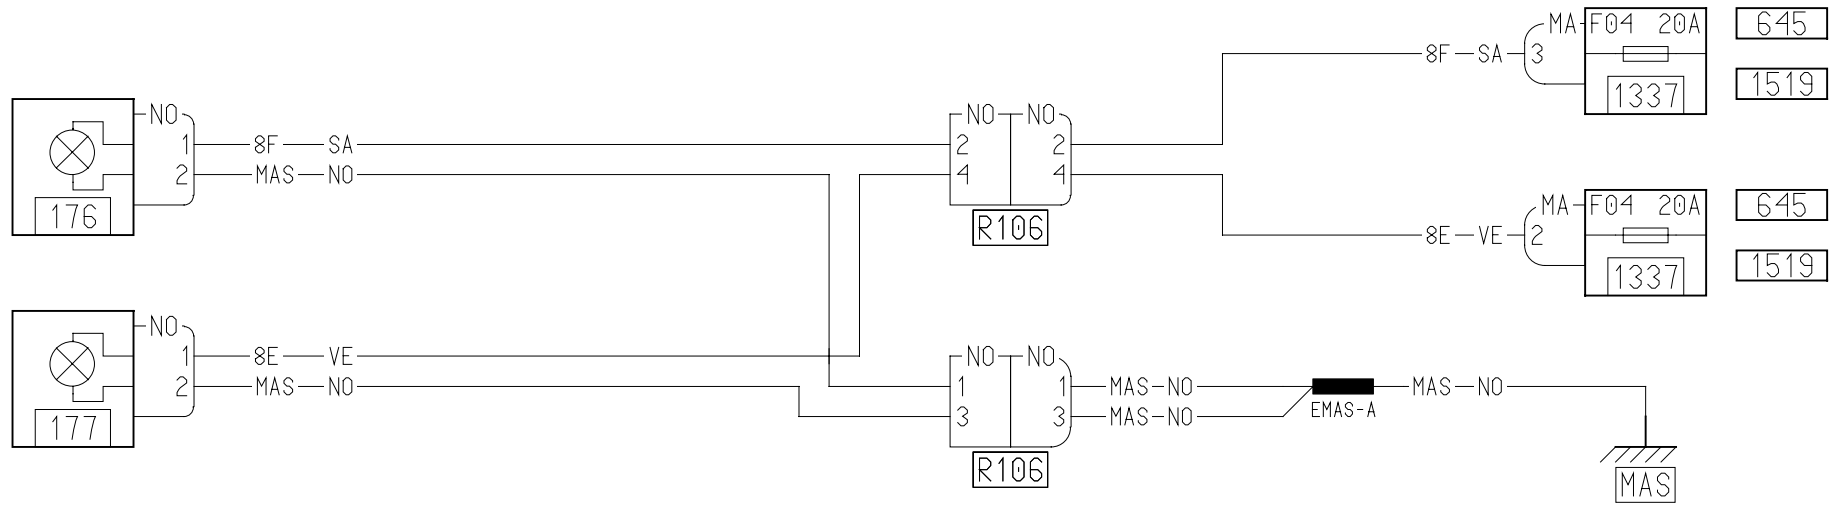 MA F04 20A 645
8F SA 3
1519
1337
NO NO NO
1 8F SA 2 2
2 MAS NO 4 4
176
R106
MA F04 20A 645
8E VE 2
1519
1337
NO
1 8E VE
2 MAS NO
177
NO NO
1 1 MAS NO MAS NO
3 3 MAS NO EMAS-A
R106
MAS